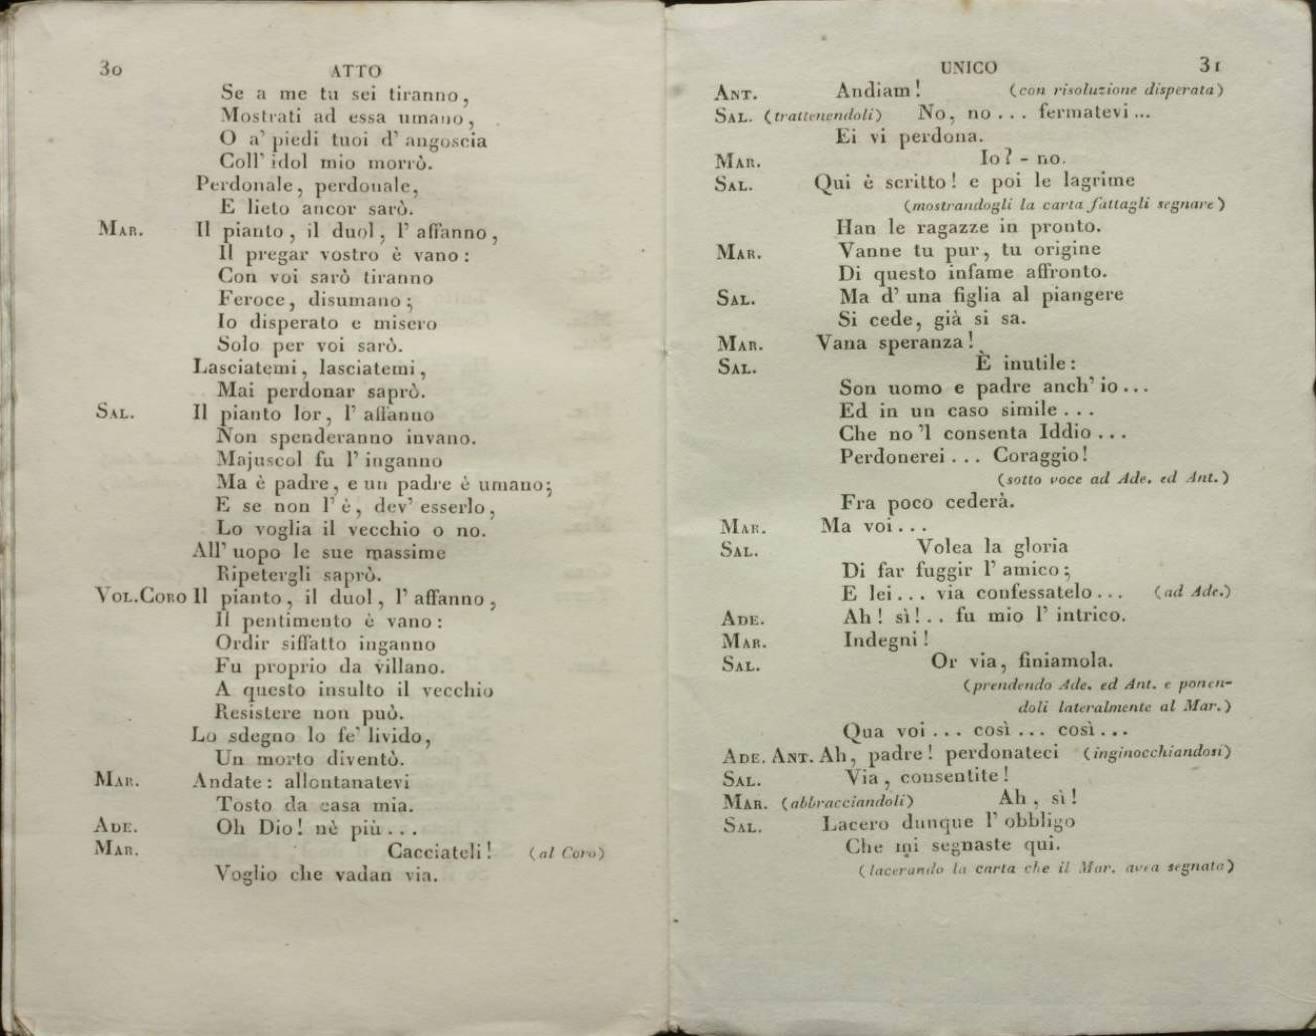 30 ATTO
Se a me tu sei tiranno,
Mostrati ad essa umano,
O a' piedi tuoi d' angoscia
Coll' idol mio morrò.
Perdonale, perdonale,
E lieto ancor sarò.
MAR. Il pianto, il duol, l' affanno,
Il pregar vostro è vano:
Con voi sarò tiranno
Feroce, disumano;
Io disperato e misero
Solo per voi sarò.
Lasciatemi, lasciatemi,
Mai perdonar saprò.
SAL. Il pianto lor, l' affanno
Non spenderanno invano.
Majuscol fu l' inganno
Ma è padre, e un padre è umano;
E se non l' è, dev' esserlo,
Lo voglia il vecchio o no.
All' uopo le sue massime
Ripetergli saprò.
VOL. CORO Il pianto, il duol, l' affanno,
Il pentimento è vano:
Ordir siffatto inganno
Fu proprio da villano.
A questo insulto il vecchio
Resistere non può.
Lo sdegno lo fe' livido,
Un morto diventò.
MAR. Andate: allontanatevi
Tosto da casa mia.
ADE. Oh Dio! nè più...
MAR. Cacciateli! (al Coro)
Voglio che vadan via.
UNICO 31
ANT. Andiam! (con risoluzione disperata)
SAL. (trattenendoli) No, no... fermatevi...
Ei vi perdona.
MAR. Io? - no.
SAL. Qui è scritto! e poi le lagrime
(mostrandogli la carta fattagli segnare)
Han le ragazze in pronto.
MAR. Vanne tu pur, tu origine
Di questo infame affronto.
SAL. Ma d' una figlia al piangere
Si cede, già si sa.
MAR. Vana speranza!
SAL. È inutile:
Son uomo e padre anch' io...
Ed in un caso simile...
Che no 'l consenta Iddio...
Perdonerei... Coraggio!
(sotto voce ad Ade. ed Ant.)
Fra poco cederà.
MAR. Ma voi...
SAL. Volea la gloria
Di far fuggir l' amico;
E lei... via confessatelo... (ad Ade.)
ADE. Ah! sì!.. fu mio l' intrico.
MAR. Indegni!
SAL. Or via, finiamola.
(prendendo Ade. ed Ant. e ponen-
doli lateralmente al Mar.)
Qua voi... così... così...
ADE. ANT. Ah, padre! perdonateci (inginocchiandosi)
SAL. Via, consentite!
MAR. (abbracciandoli) Ah, sì!
SAL. Lacero dunque l' obbligo
Che mi segnaste qui.
(lacerando la carta che il Mar. avea segnata)